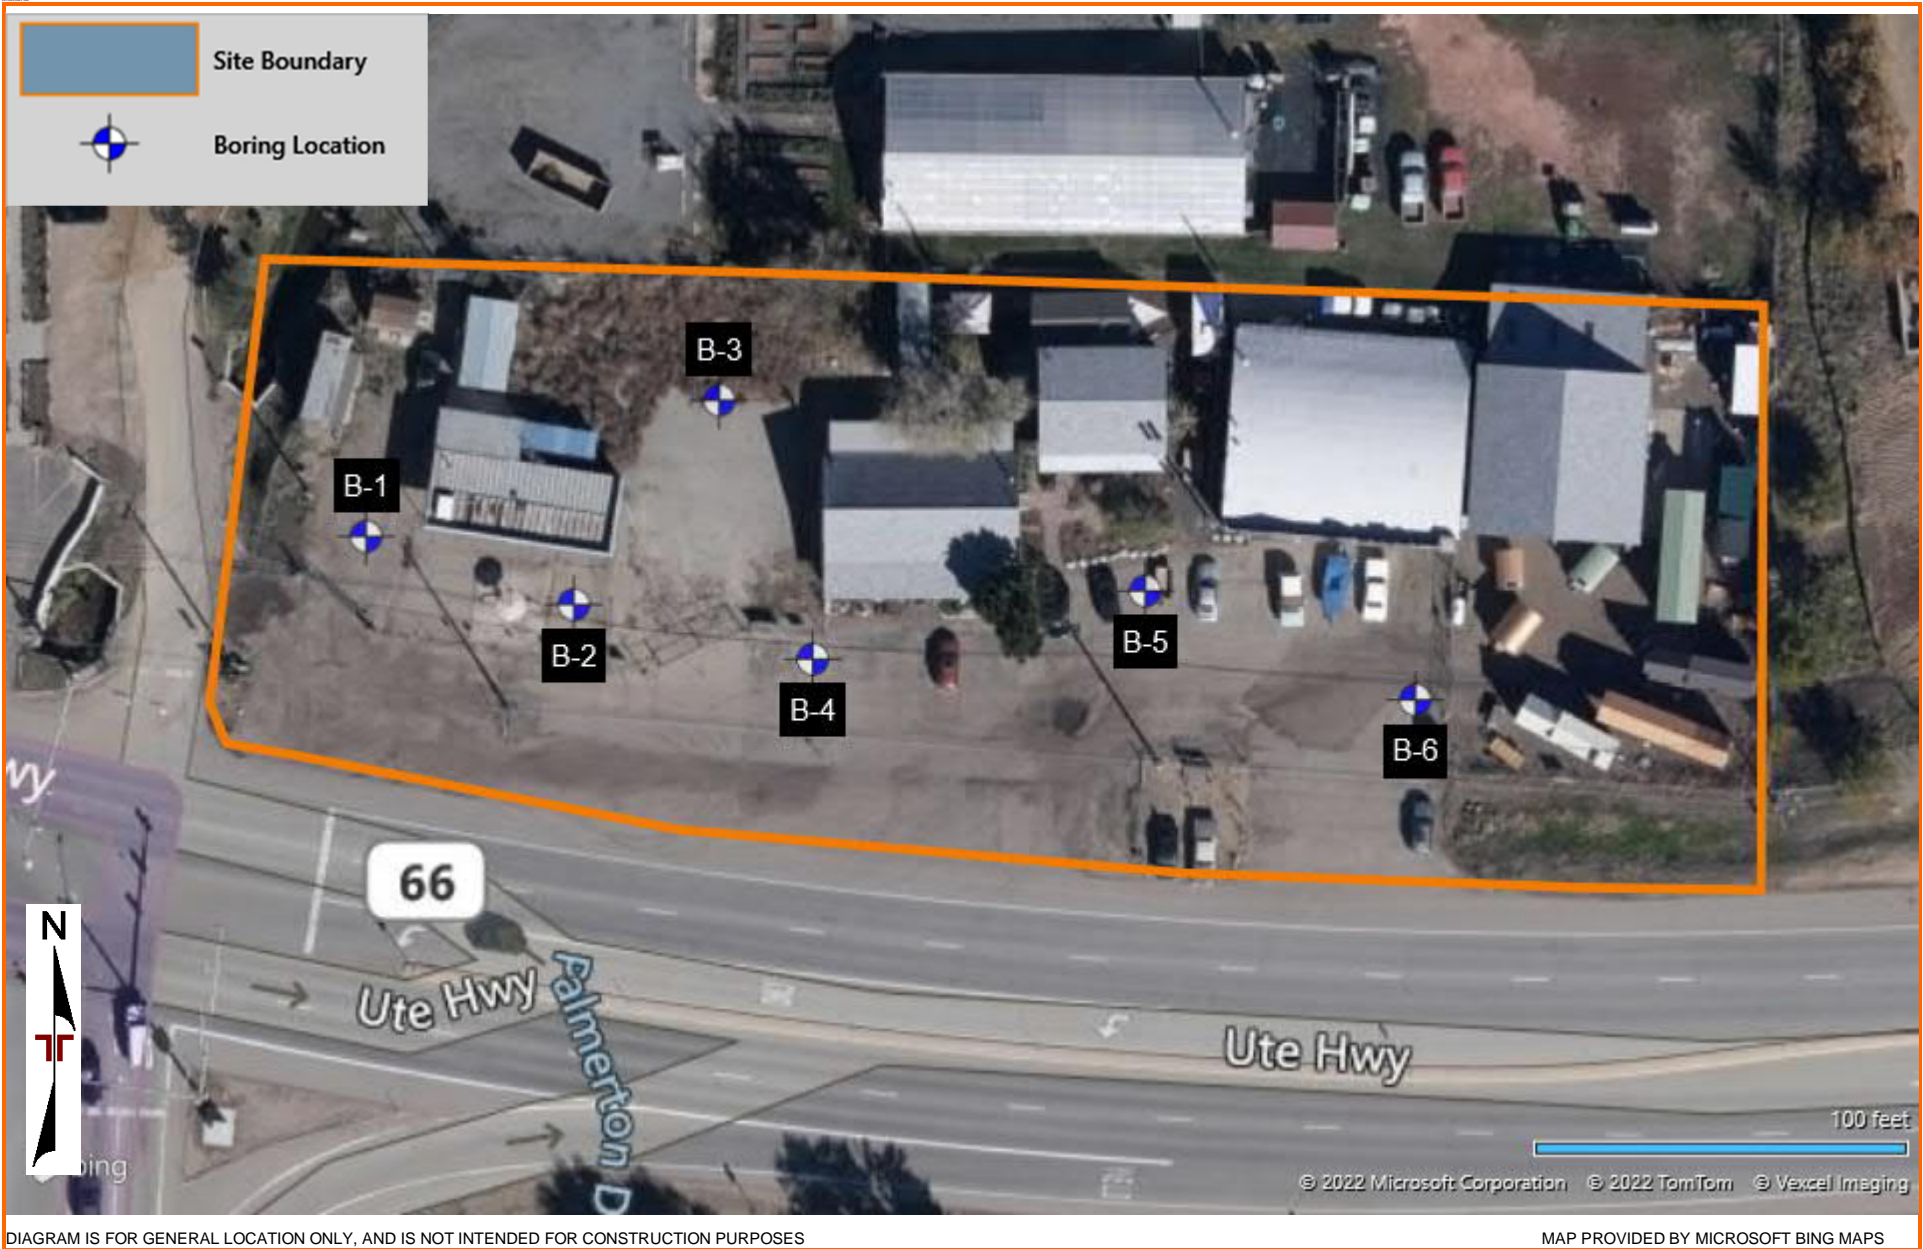 Site Boundary
Boring Location
B-3
B-1
B-2
B-5
B-4
B-6
wy
66
N
Ute Hwy
Palmerton D
Ute Hwy
100 feet
bing
© 2022 Microsoft Corporation © 2022 TomTom © Vexcel Imaging
DIAGRAM IS FOR GENERAL LOCATION ONLY, AND IS NOT INTENDED FOR CONSTRUCTION PURPOSES
MAP PROVIDED BY MICROSOFT BING MAPS